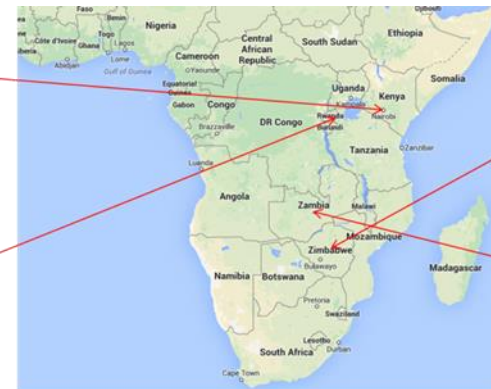 Faso
Benin
Djibouti
Nigeria
Togo
Côte d'Ivoire
Ghana
Lagos
Abidjan
Lome
Gulf of Guinea
Cameroon
Yaounde
Central
African
Republic
South Sudan
Ethiopia
Somalia
Equatorial
Guinea
Gabon
Congo
Uganda
Kampala
Kenya
Nairobi
Rwanda
Burundi
DR Congo
Brazzaville
Tanzania
Zanzibar
Luanda
Angola
Zambia
Malawi
Mozambique
Zimbabwe
Bulawayo
Namibia
Botswana
Madagascar
Pretoria
Swaziland
Lesotho
Durban
South Africa
Cape Town